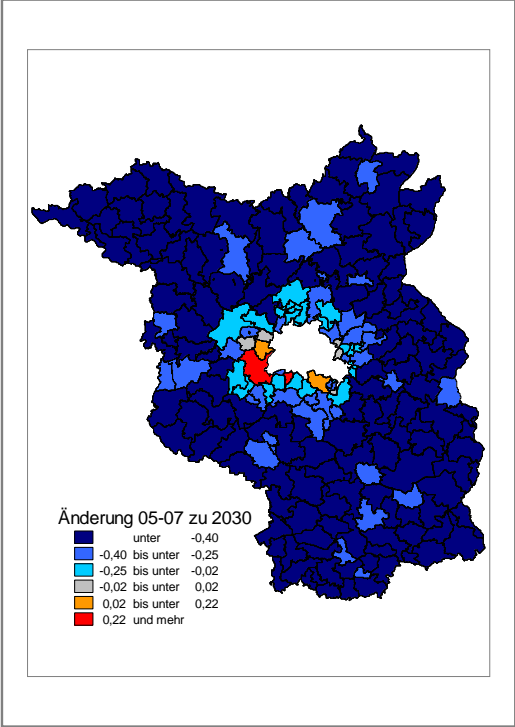 Änderung 05-07 zu 2030
unter -0,40
-0,40 bis unter -0,25
-0,25 bis unter -0,02
-0,02 bis unter 0,02
0,02 bis unter 0,22
0,22 und mehr